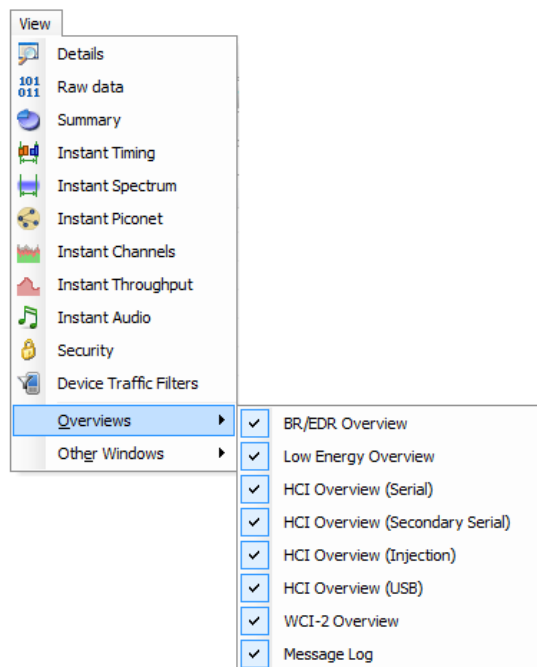 View
Details
101
011
Raw data
Summary
Instant Timing
Instant Spectrum
Instant Piconet
Instant Channels
Instant Throughput
Instant Audio
Security
Device Traffic Filters
Overviews
Other Windows
BR/EDR Overview
Low Energy Overview
HCI Overview (Serial)
HCI Overview (Secondary Serial)
HCI Overview (Injection)
HCI Overview (USB)
WCI-2 Overview
Message Log